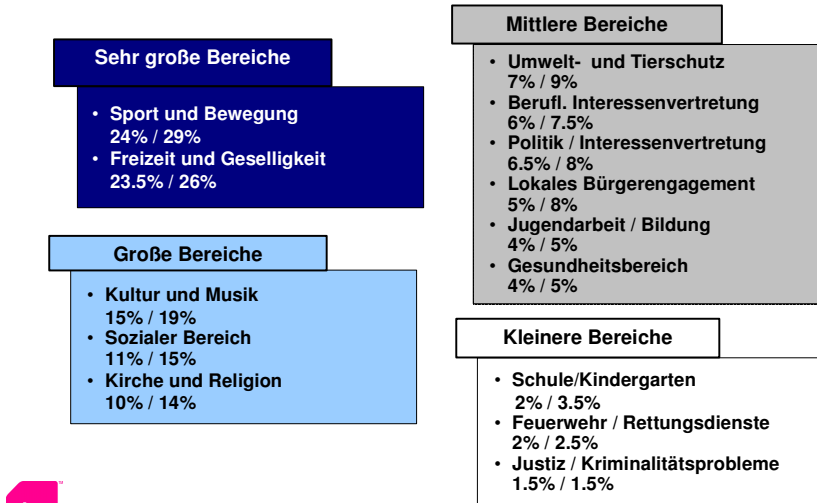 Sehr große Bereiche
• Sport und Bewegung
24% / 29%
• Freizeit und Geselligkeit
23.5% / 26%
Große Bereiche
• Kultur und Musik
15% / 19%
• Sozialer Bereich
11% / 15%
• Kirche und Religion
10% / 14%
Mittlere Bereiche
• Umwelt- und Tierschutz
7% / 9%
• Berufl. Interessenvertretung
6% / 7.5%
• Politik / Interessenvertretung
6.5% / 8%
• Lokales Bürgerengagement
5% / 8%
• Jugendarbeit / Bildung
4% / 5%
• Gesundheitsbereich
4% / 5%
Kleinere Bereiche
• Schule/Kindergarten
2% / 3.5%
• Feuerwehr / Rettungsdienste
2% / 2.5%
• Justiz / Kriminalitätsprobleme
1.5% / 1.5%